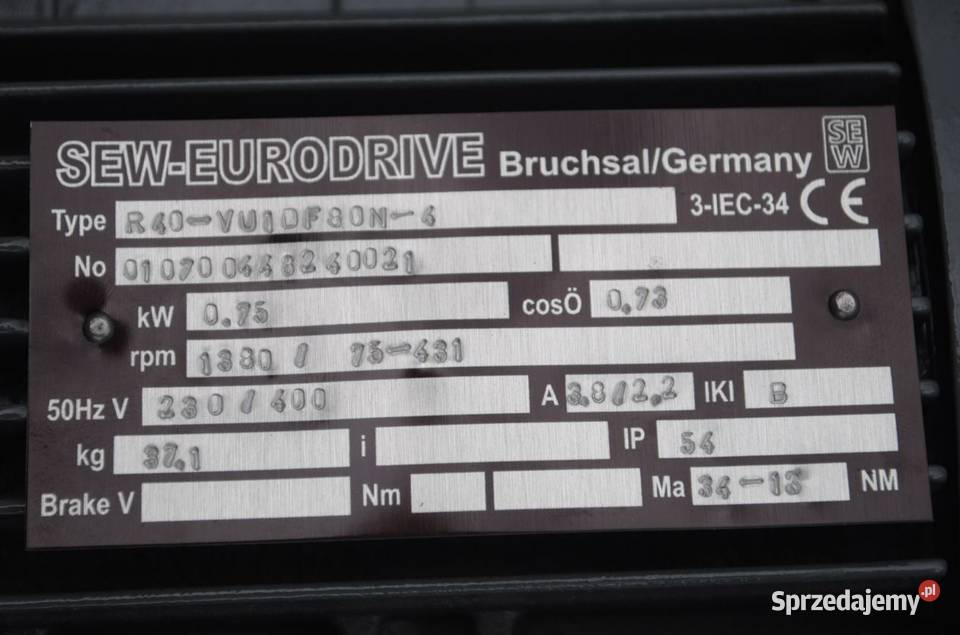 SEW-EURODRIVE Bruchsal/Germany SEW
Type R40-VU1DF80N-4 3-IEC-34 CE
No 010700448240021
kW 0.75 cosÖ 0.73
rpm 1380 / 75-431
50Hz V 230/400 A 3.8/2.2 IKI B
kg 37,1 i IP 54
Brake V Nm Ma 34-13 NM
Sprzedajemy.pl